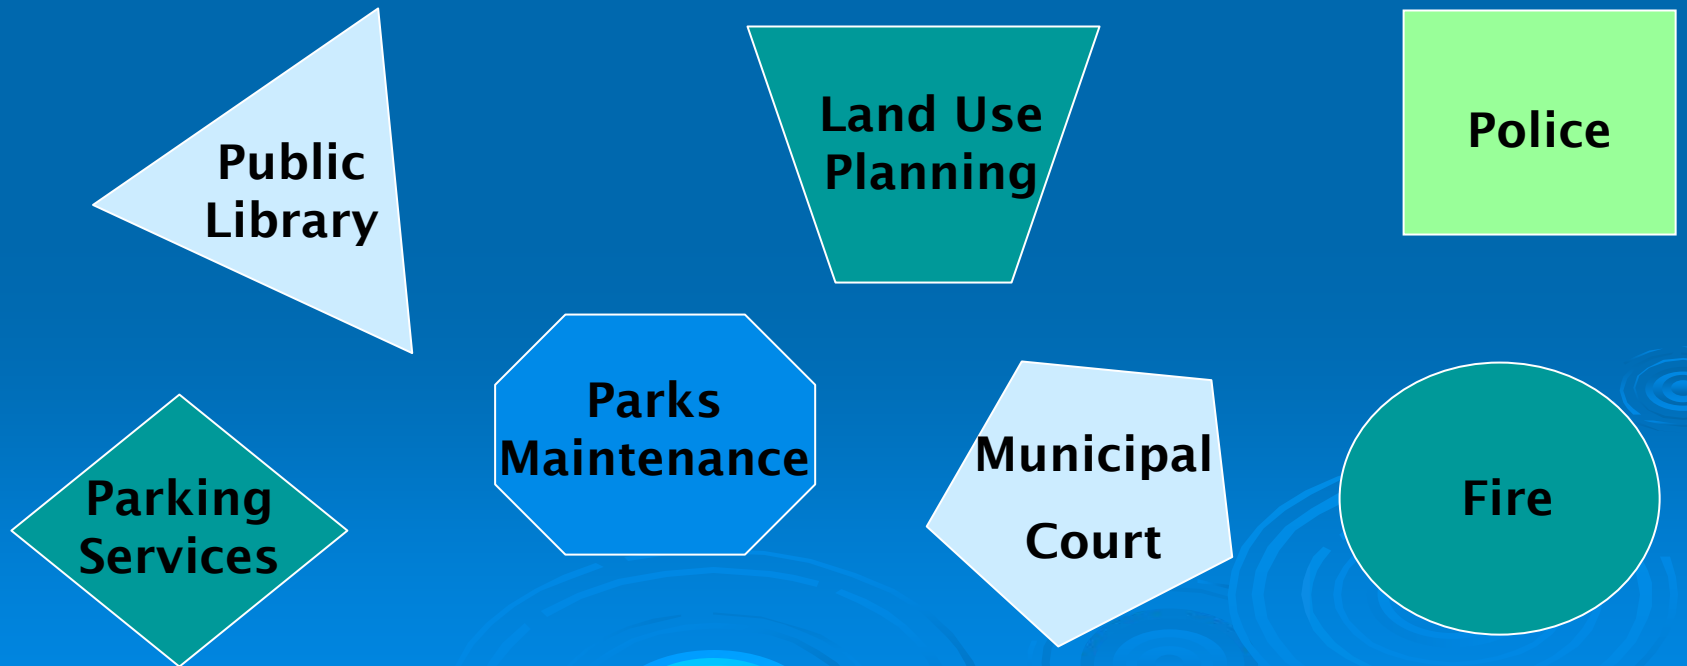 Public
Library
Land Use
Planning
Police
Parking
Services
Parks
Maintenance
Municipal
Court
Fire